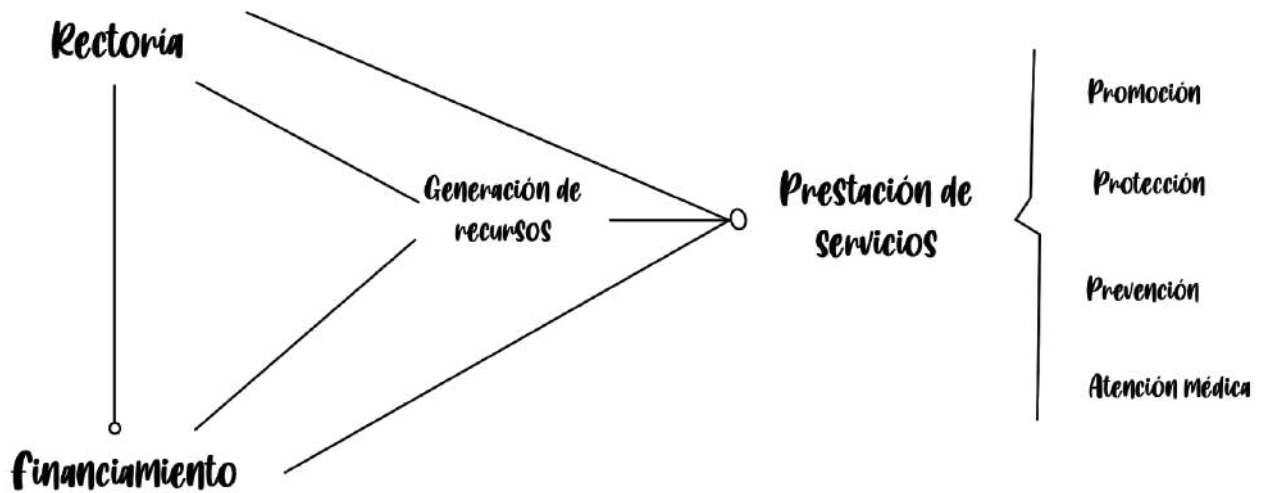 Rectoría
Generación de
recursos
Financiamiento
Prestación de
servicios
Promoción
Protección
Prevención
Atención médica